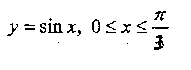 y = sin x, 0 ≤ x ≤ π/3